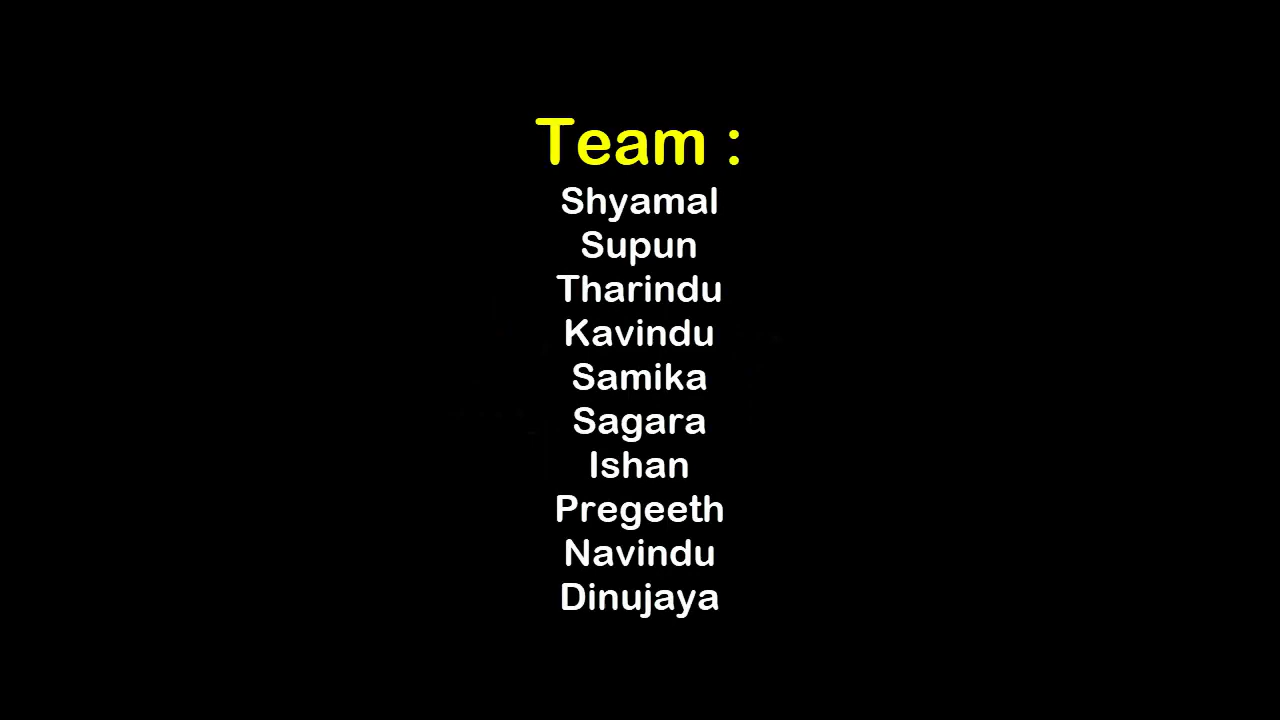 Team :
Shyamal
Supun
Tharindu
Kavindu
Samika
Sagara
Ishan
Pregeeth
Navindu
Dinujaya